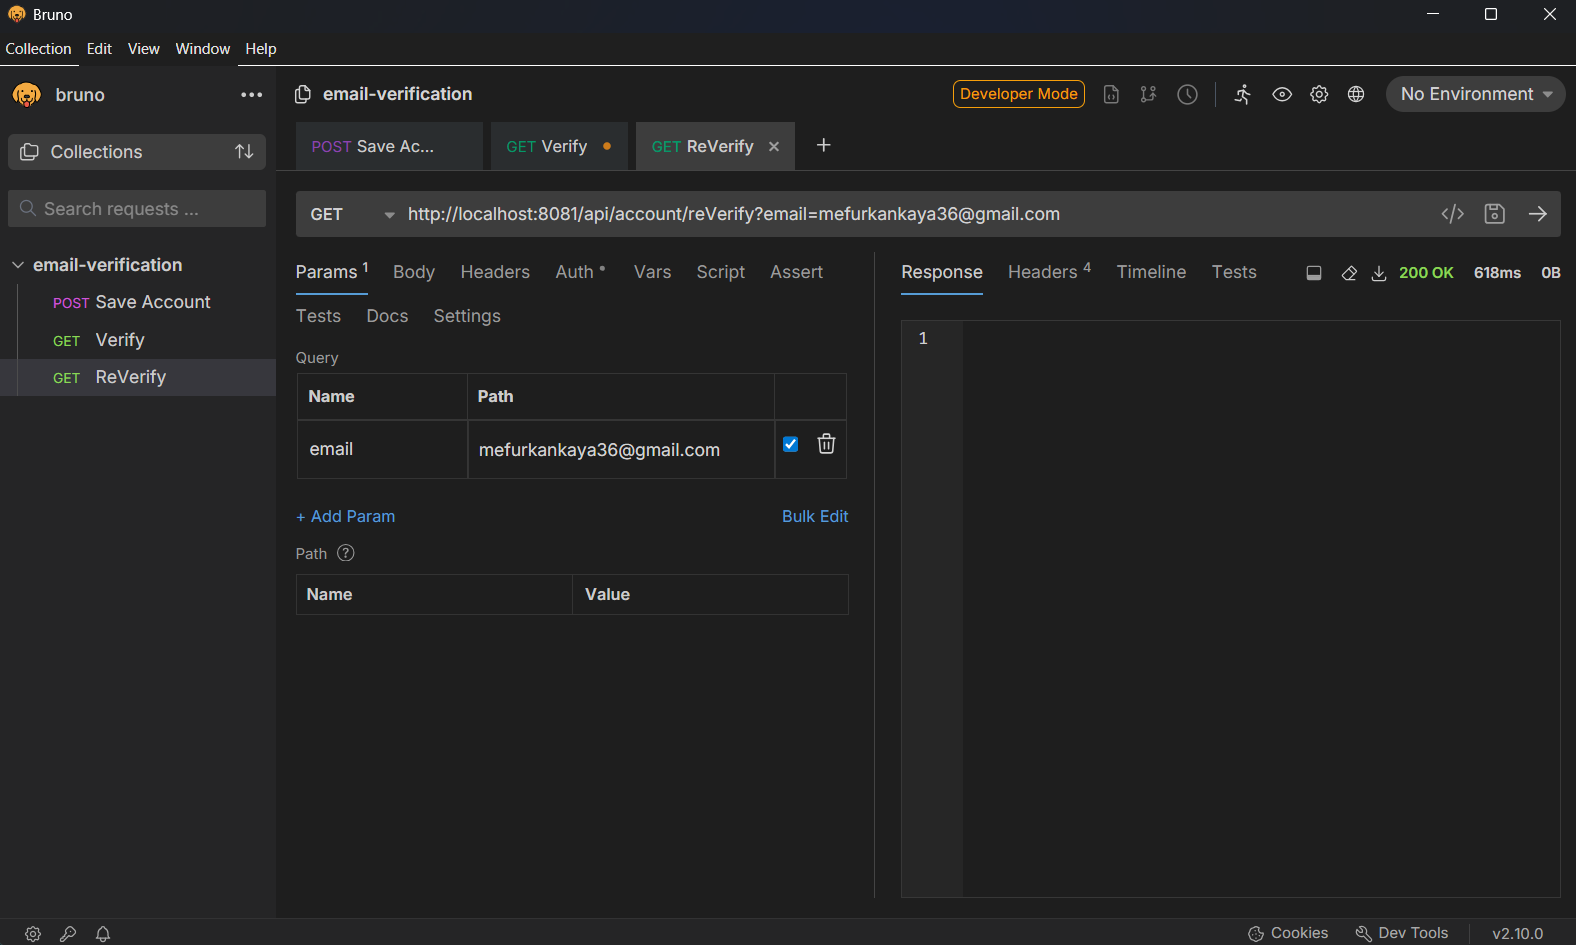 Bruno
Collection Edit View Window Help
bruno
email-verification
Developer Mode
No Environment
Collections
POST Save Ac...
GET Verify
GET ReVerify
Search requests ...
GET
http://localhost:8081/api/account/reVerify?email=mefurkankaya36@gmail.com
email-verification
POST Save Account
GET Verify
GET ReVerify
Params 1 Body Headers Auth Vars Script Assert
Tests Docs Settings
Query
Name Path
email mefurkankaya36@gmail.com
+ Add Param Bulk Edit
Path ?
Name Value
Response Headers 4 Timeline Tests 200 OK 618ms 0B
1
Cookies Dev Tools v2.10.0